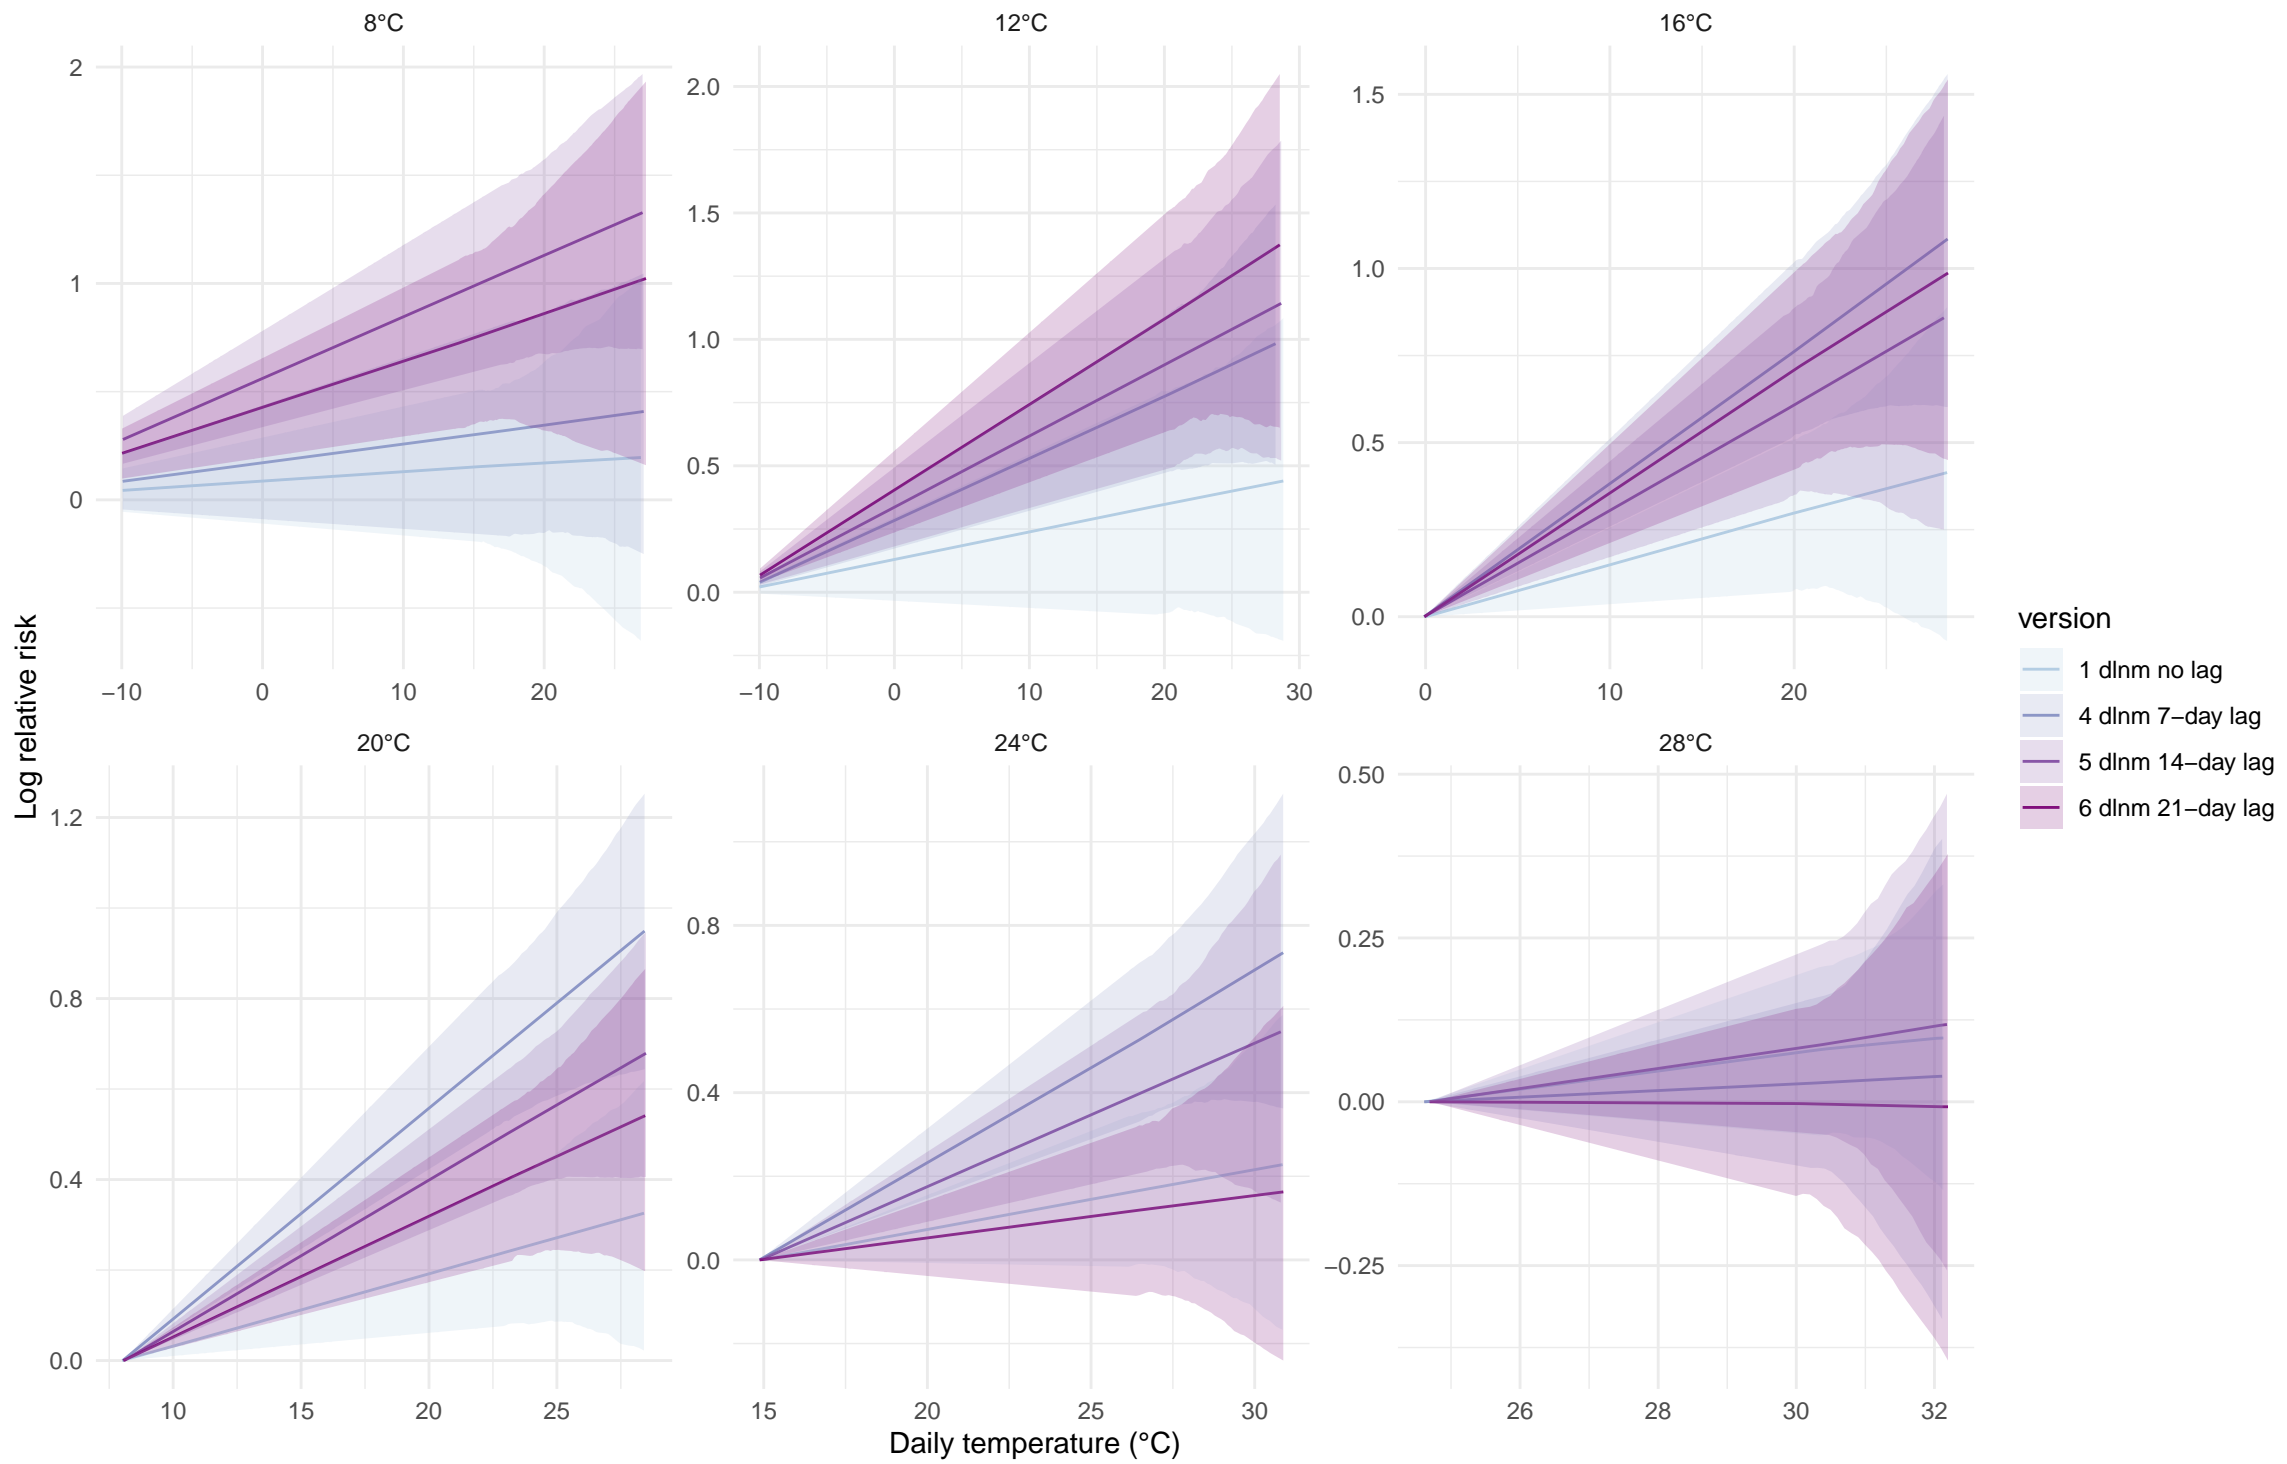 8°C
12°C
16°C
2
1
0
2.0
1.5
1.0
0.5
0.0
1.5
1.0
0.5
0.0
−10 0 10 20
−10 0 10 20 30
0 10 20
20°C
24°C
28°C
1.2
0.8
0.4
0.0
0.8
0.4
0.0
0.50
0.25
0.00
−0.25
10 15 20 25
15 20 25 30
26 28 30 32
Log relative risk
Daily temperature (°C)
version
1 dlnm no lag
4 dlnm 7−day lag
5 dlnm 14−day lag
6 dlnm 21−day lag